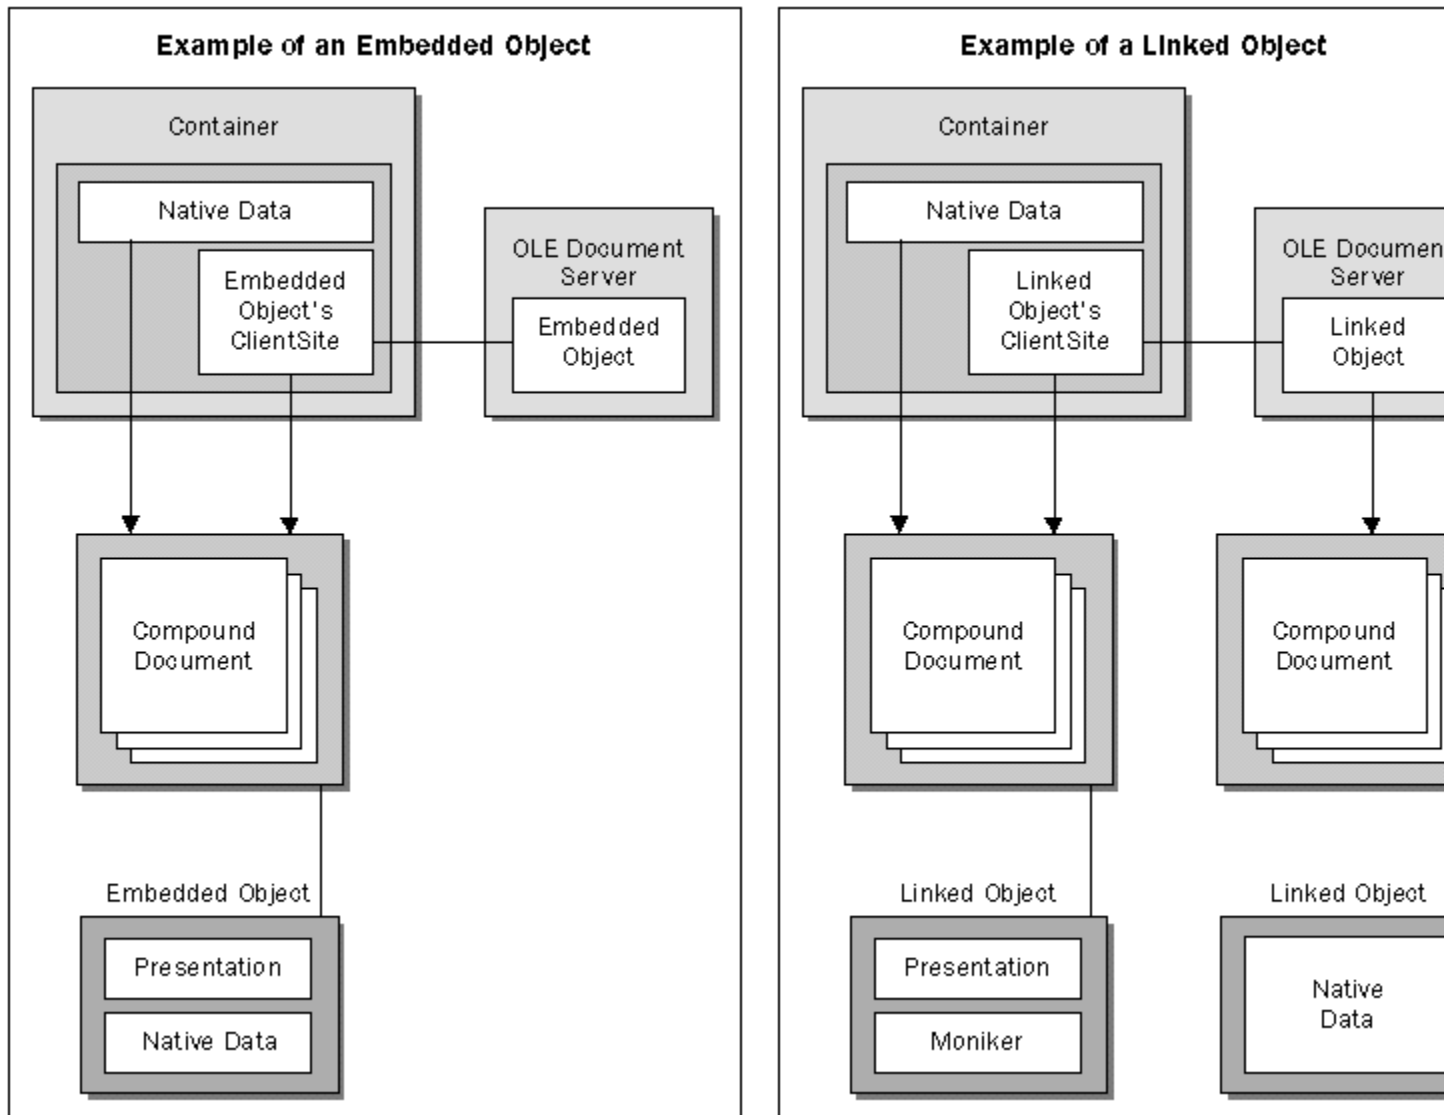 Example of an Embedded Object
Container
Native Data
Embedded
Object's
ClientSite
OLE Document
Server
Embedded
Object
Compound
Document
Embedded Object
Presentation
Native Data
Example of a Linked Object
Container
Native Data
Linked
Object's
ClientSite
OLE Documen
Server
Linked
Object
Compound
Document
Compound
Document
Linked Object
Presentation
Moniker
Linked Object
Native
Data